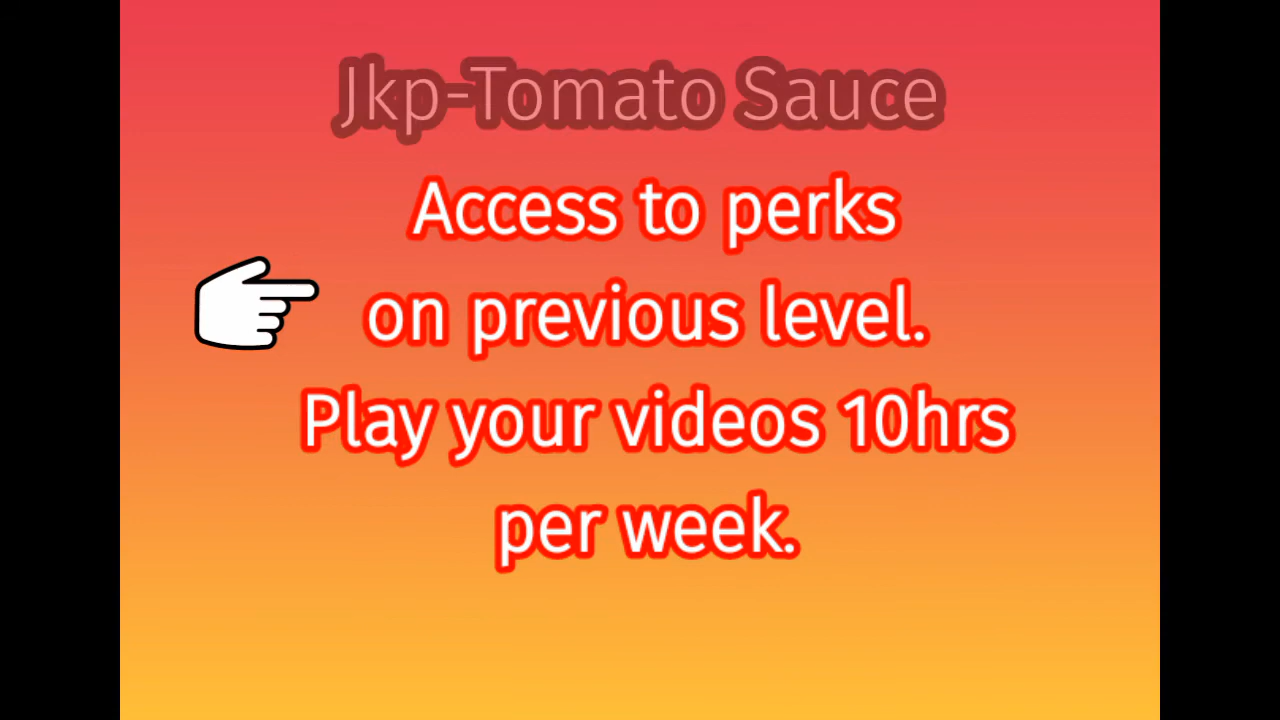 Jkp-Tomato Sauce
Access to perks
on previous level.
Play your videos 10hrs
per week.